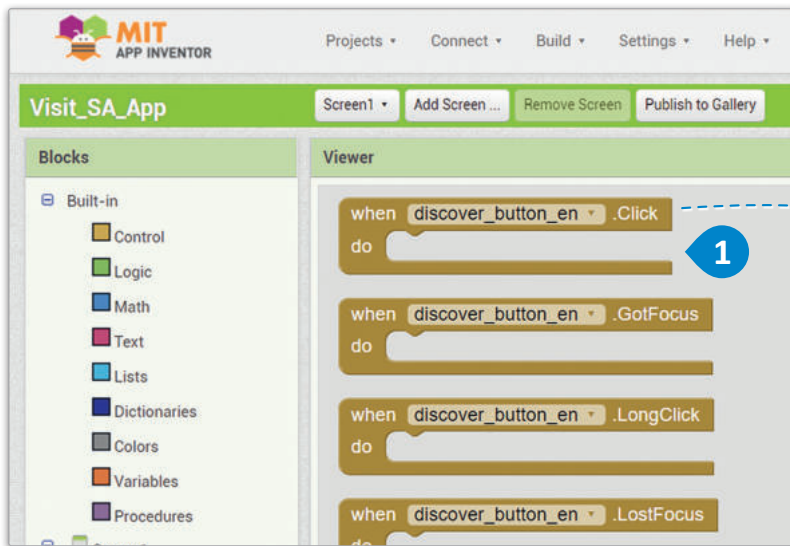 MIT
APP INVENTOR
Projects Connect Build Settings Help
Visit_SA_App
Screen1 Add Screen ... Remove Screen Publish to Gallery
Blocks
Viewer
Built-in
Control
Logic
Math
Text
Lists
Dictionaries
Colors
Variables
Procedures
when discover_button_en .Click
do
1
when discover_button_en .GotFocus
do
when discover_button_en .LongClick
do
when discover_button_en .LostFocus
do